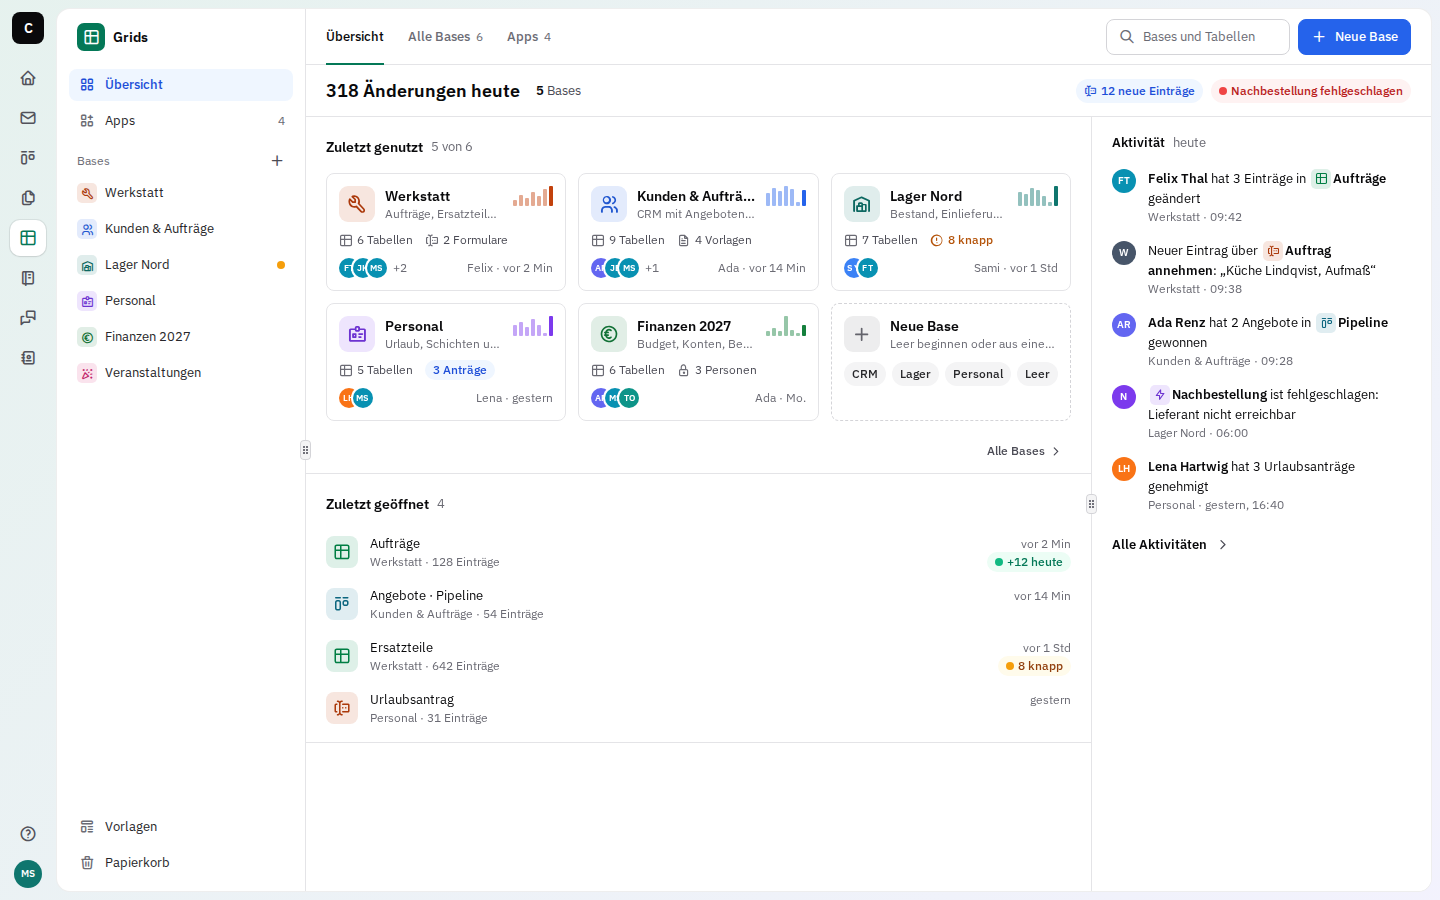 C
Grids
Übersicht
Apps 4
Bases
Werkstatt
Kunden & Aufträge
Lager Nord
Personal
Finanzen 2027
Veranstaltungen
Vorlagen
Papierkorb
MS
Übersicht Alle Bases 6 Apps 4
Bases und Tabellen
Neue Base
318 Änderungen heute 5 Bases
12 neue Einträge
Nachbestellung fehlgeschlagen
Zuletzt genutzt 5 von 6
Werkstatt
Aufträge, Ersatzteil...
6 Tabellen 2 Formulare
MS +2 Felix · vor 2 Min
Kunden & Aufträ...
CRM mit Angeboten...
9 Tabellen 4 Vorlagen
MS +1 Ada · vor 14 Min
Lager Nord
Bestand, Einlieferu...
7 Tabellen 8 knapp
FT Sami · vor 1 Std
Personal
Urlaub, Schichten u...
5 Tabellen 3 Anträge
MS Lena · gestern
Finanzen 2027
Budget, Konten, Be...
6 Tabellen 3 Personen
TO Ada · Mo.
Neue Base
Leer beginnen oder aus eine...
CRM Lager Personal Leer
Alle Bases
Zuletzt geöffnet 4
Aufträge vor 2 Min
Werkstatt · 128 Einträge +12 heute
Angebote · Pipeline vor 14 Min
Kunden & Aufträge · 54 Einträge
Ersatzteile vor 1 Std
Werkstatt · 642 Einträge 8 knapp
Urlaubsantrag gestern
Personal · 31 Einträge
Aktivität heute
FT Felix Thal hat 3 Einträge in Aufträge
geändert
Werkstatt · 09:42
W Neuer Eintrag über Auftrag
annehmen: „Küche Lindqvist, Aufmaß“
Werkstatt · 09:38
AR Ada Renz hat 2 Angebote in Pipeline
gewonnen
Kunden & Aufträge · 09:28
N Nachbestellung ist fehlgeschlagen:
Lieferant nicht erreichbar
Lager Nord · 06:00
LH Lena Hartwig hat 3 Urlaubsanträge
genehmigt
Personal · gestern, 16:40
Alle Aktivitäten